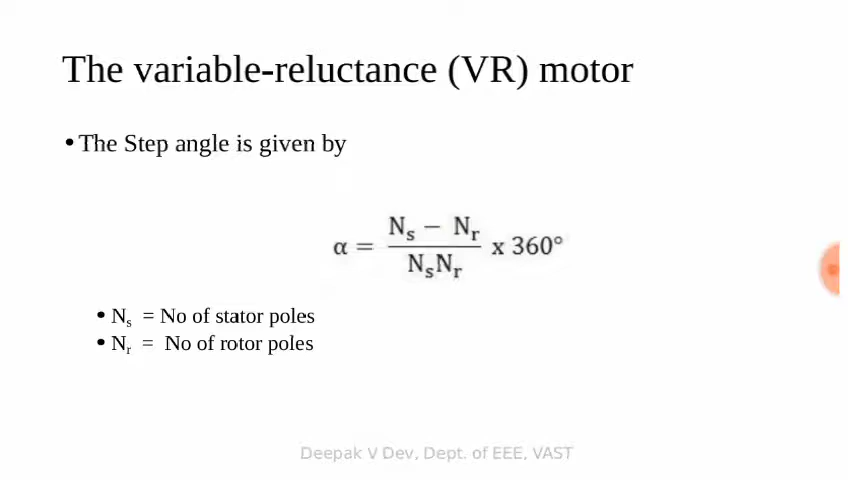 The variable-reluctance (VR) motor
• The Step angle is given by
α = (Nₛ − Nᵣ) / (NₛNᵣ) x 360°
• Nₛ = No of stator poles
• Nᵣ = No of rotor poles
Deepak V Dev, Dept. of EEE, VAST